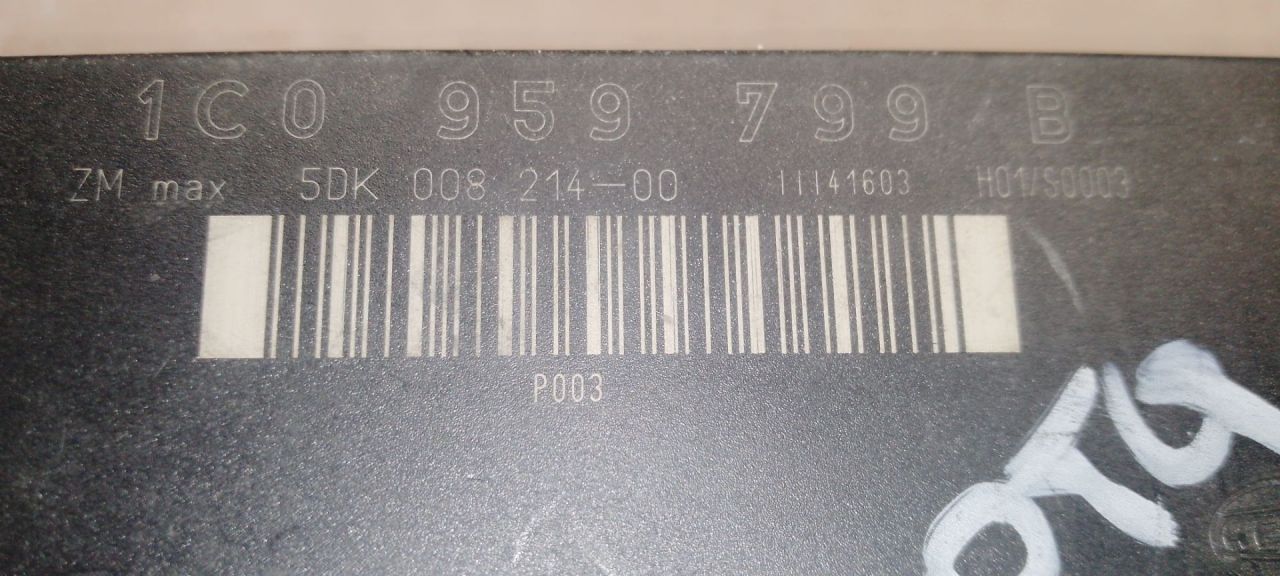 1C0 959 799 B
ZM max 5DK 008 214-00 11141603 H01/S0003
P003